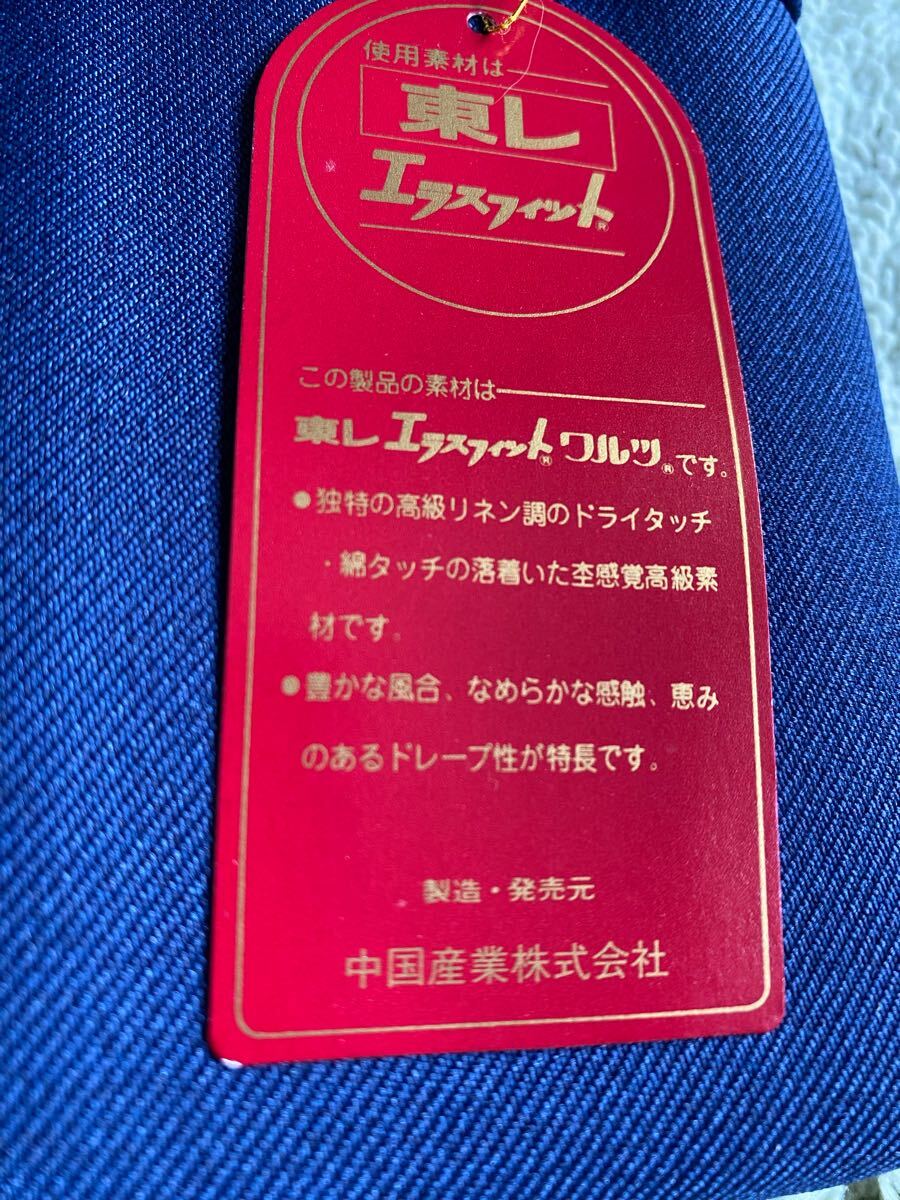 使用素材は
東レ
エラスフィット®
この製品の素材は
東レエラスフィット®ワルツ®です。
●独特の高級リネン調のドライタッチ
・綿タッチの落着いた杢感覚高級素
材です。
●豊かな風合、なめらかな感触、恵み
のあるドレープ性が特長です。
製造・発売元
中国産業株式会社